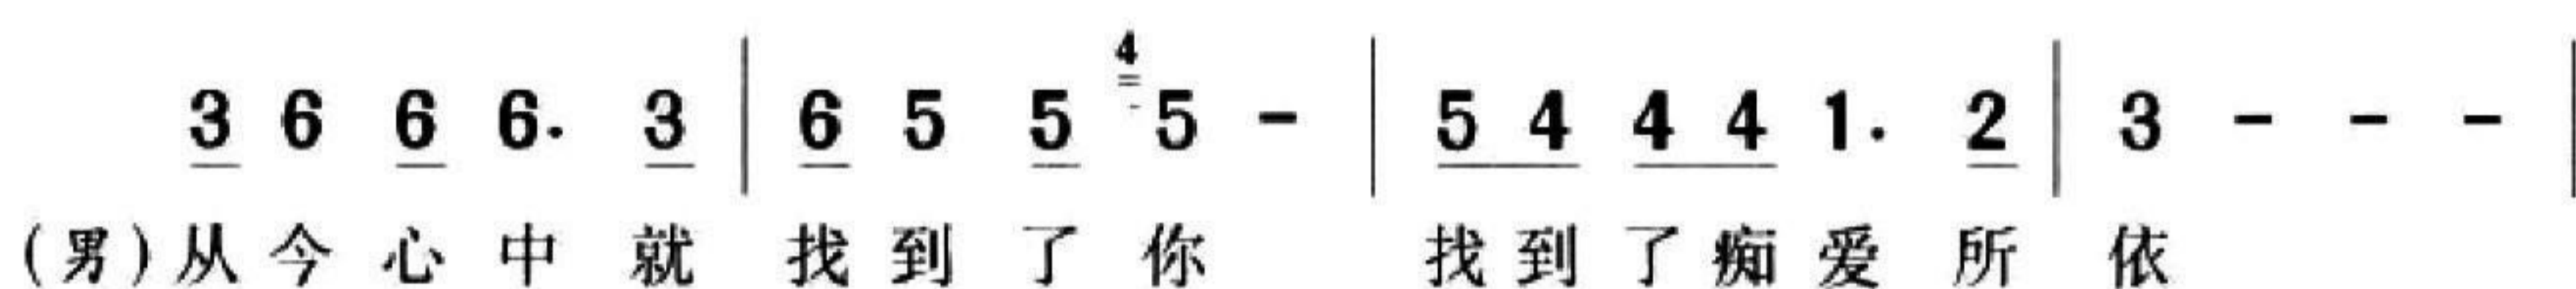 3 6 6 6. 3 | 6 5 5 4 5 - | 5 4 4 4 1. 2 | 3 - - - |
(男)从今心中就 找到了你 找到了痴爱所依